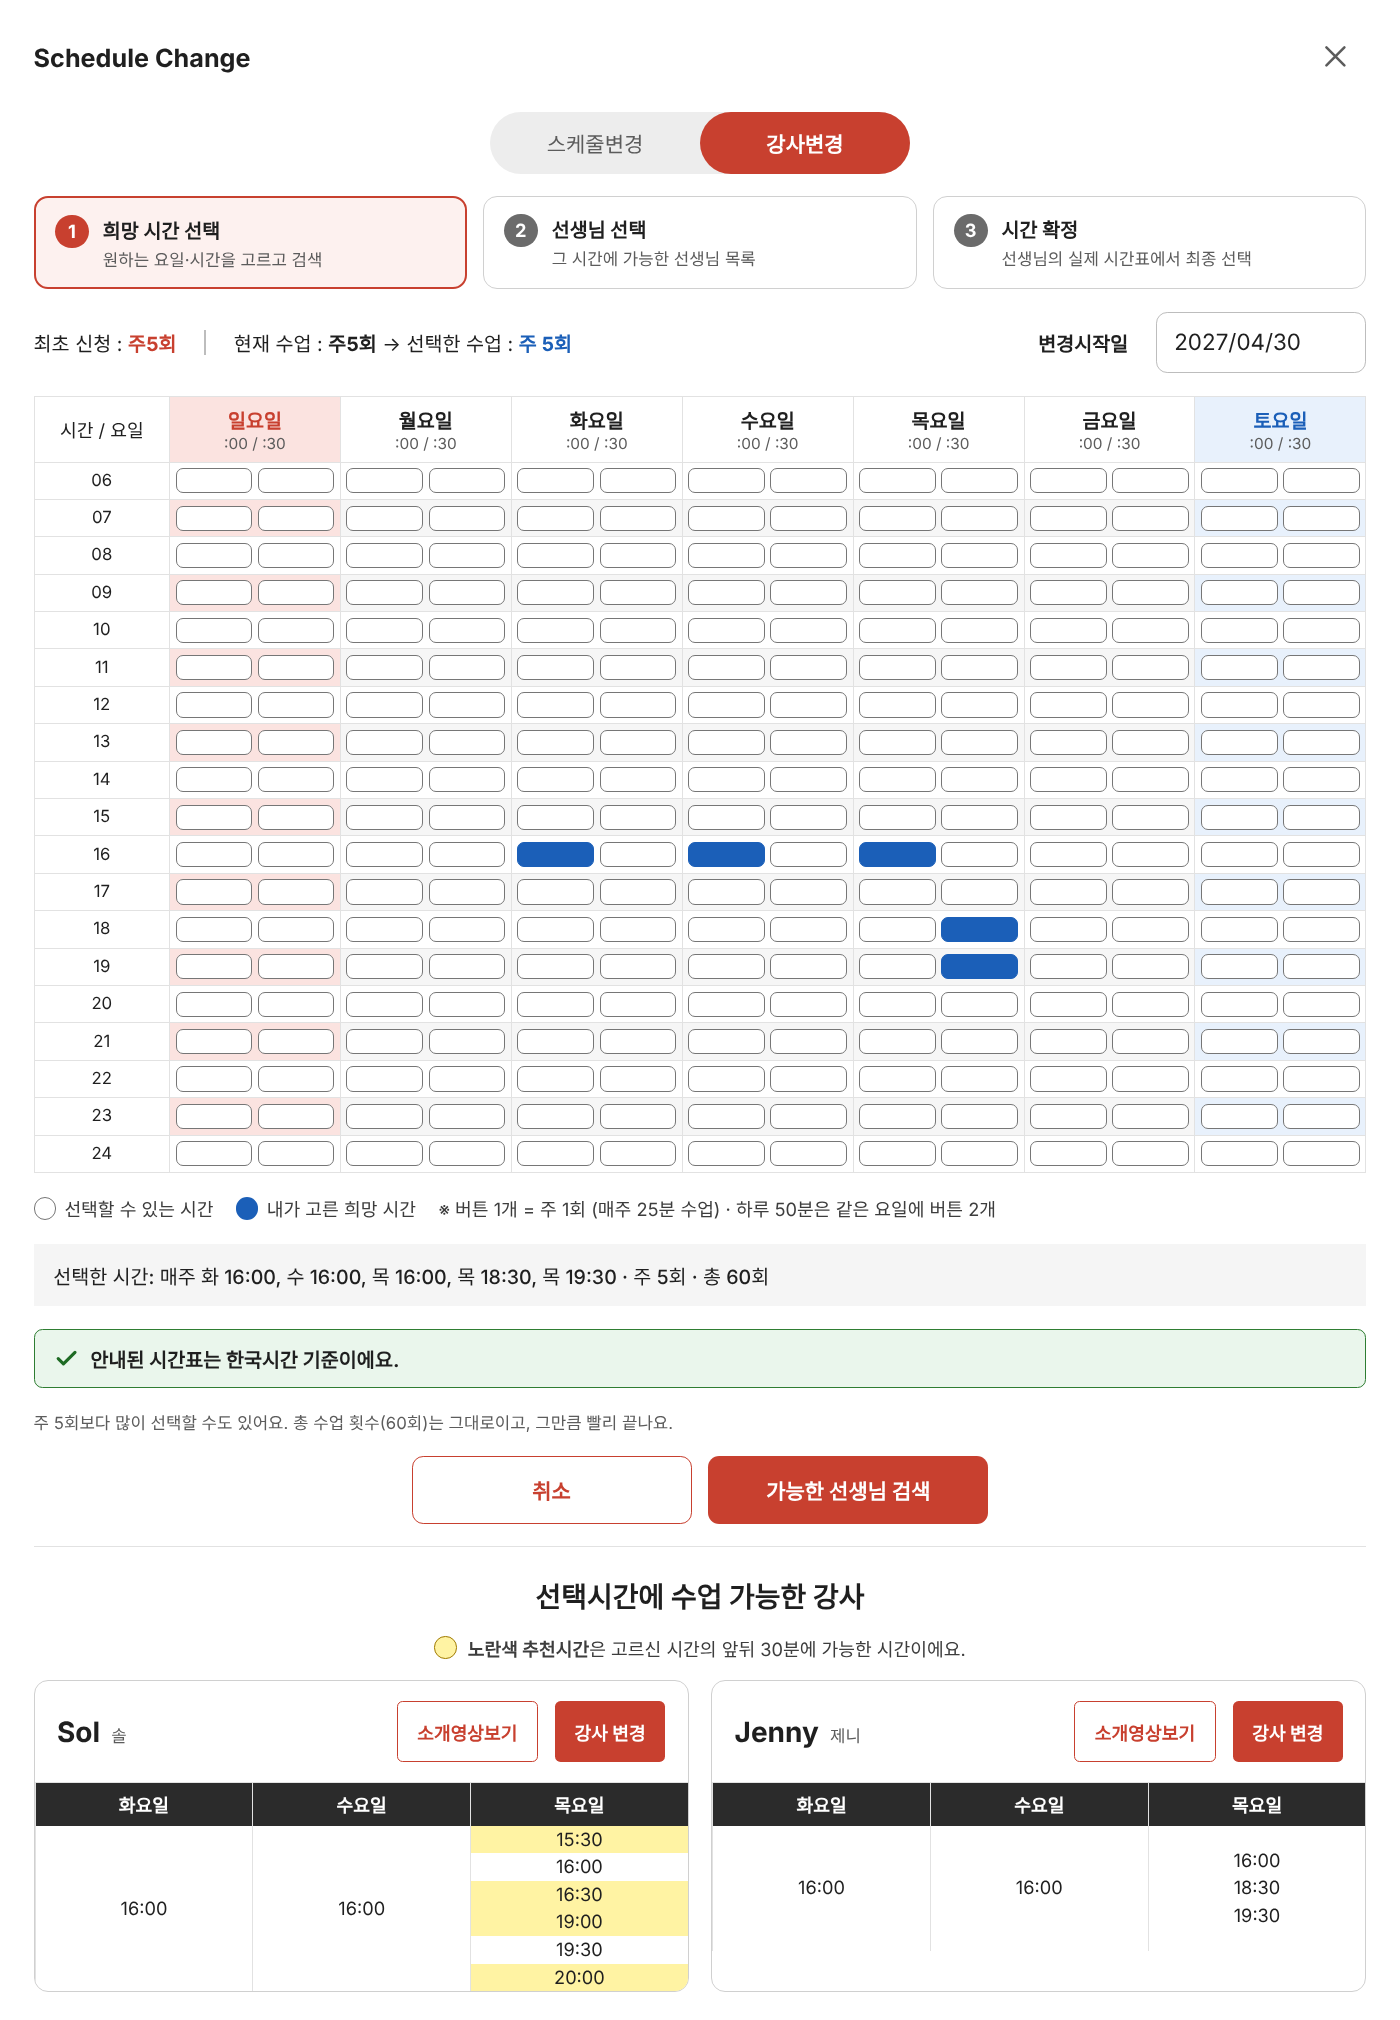 Schedule Change
스케줄변경 강사변경
1 희망 시간 선택
원하는 요일·시간을 고르고 검색
2 선생님 선택
그 시간에 가능한 선생님 목록
3 시간 확정
선생님의 실제 시간표에서 최종 선택
최초 신청 : 주5회 현재 수업 : 주5회 → 선택한 수업 : 주 5회 변경시작일 2027/04/30
시간 / 요일 일요일 월요일 화요일 수요일 목요일 금요일 토요일
:00 / :30 :00 / :30 :00 / :30 :00 / :30 :00 / :30 :00 / :30 :00 / :30
06
07
08
09
10
11
12
13
14
15
16
17
18
19
20
21
22
23
24
선택할 수 있는 시간 내가 고른 희망 시간 ※ 버튼 1개 = 주 1회 (매주 25분 수업) · 하루 50분은 같은 요일에 버튼 2개
선택한 시간: 매주 화 16:00, 수 16:00, 목 16:00, 목 18:30, 목 19:30 · 주 5회 · 총 60회
안내된 시간표는 한국시간 기준이에요.
주 5회보다 많이 선택할 수도 있어요. 총 수업 횟수(60회)는 그대로이고, 그만큼 빨리 끝나요.
취소 가능한 선생님 검색
선택시간에 수업 가능한 강사
노란색 추천시간은 고르신 시간의 앞뒤 30분에 가능한 시간이에요.
Sol 솔 소개영상보기 강사 변경
화요일 수요일 목요일
16:00 16:00
15:30
16:00
16:30
19:00
19:30
20:00
Jenny 제니 소개영상보기 강사 변경
화요일 수요일 목요일
16:00 16:00
16:00
18:30
19:30